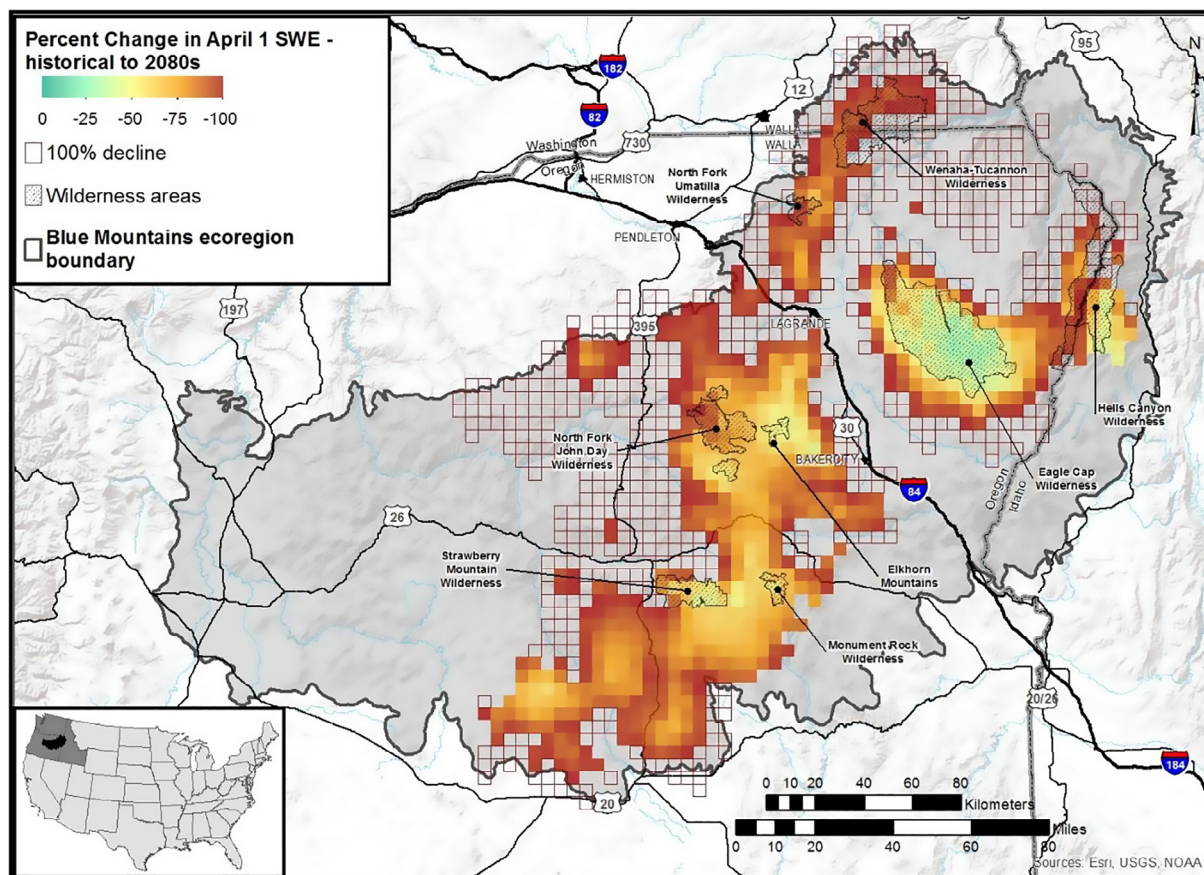 Percent Change in April 1 SWE -
historical to 2080s
0 -25 -50 -75 -100
100% decline
Wilderness areas
Blue Mountains ecoregion
boundary
N
182
82
12
95
730
Washington
Oregon
WALLA
WALLA
HERMISTON
North Fork
Umatilla
Wilderness
Wenaha-Tucannon
Wilderness
PENDLETON
197
395
LAGRANDE
Hells Canyon
Wilderness
North Fork
John Day
Wilderness
30
BAKERCITY
Eagle Cap
Wilderness
84
Oregon
Idaho
26
Strawberry
Mountain
Wilderness
Elkhorn
Mountains
Monument Rock
Wilderness
20/26
184
20
0 10 20 40 60 80
Kilometers
Miles
0 10 20 40 60 80
Sources: Esri, USGS, NOAA